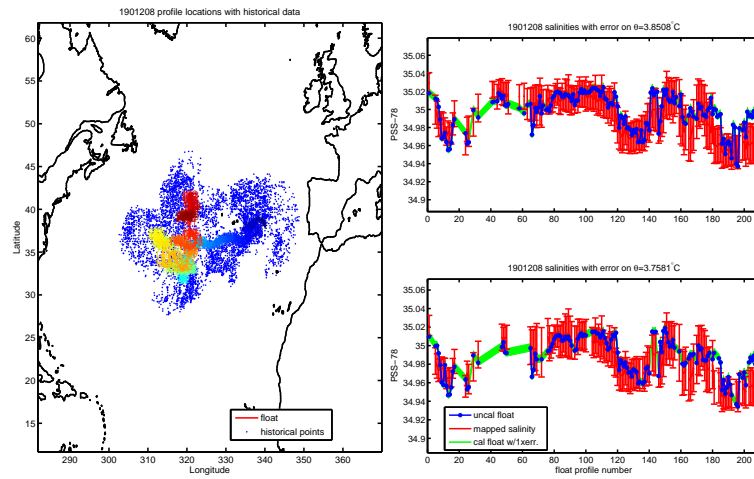 1901208 profile locations with historical data
60
55
50
45
40
35
30
25
20
15
Latitude
290 300 310 320 330 340 350 360
Longitude
float
historical points
1901208 salinities with error on θ=3.8508°C
35.06
35.04
35.02
35
34.98
34.96
34.94
34.92
34.9
PSS−78
0 20 40 60 80 100 120 140 160 180 200
1901208 salinities with error on θ=3.7581°C
35.06
35.04
35.02
35
34.98
34.96
34.94
34.92
34.9
PSS−78
0 20 40 60 80 100 120 140 160 180 200
float profile number
uncal float
mapped salinity
cal float w/1xerr.